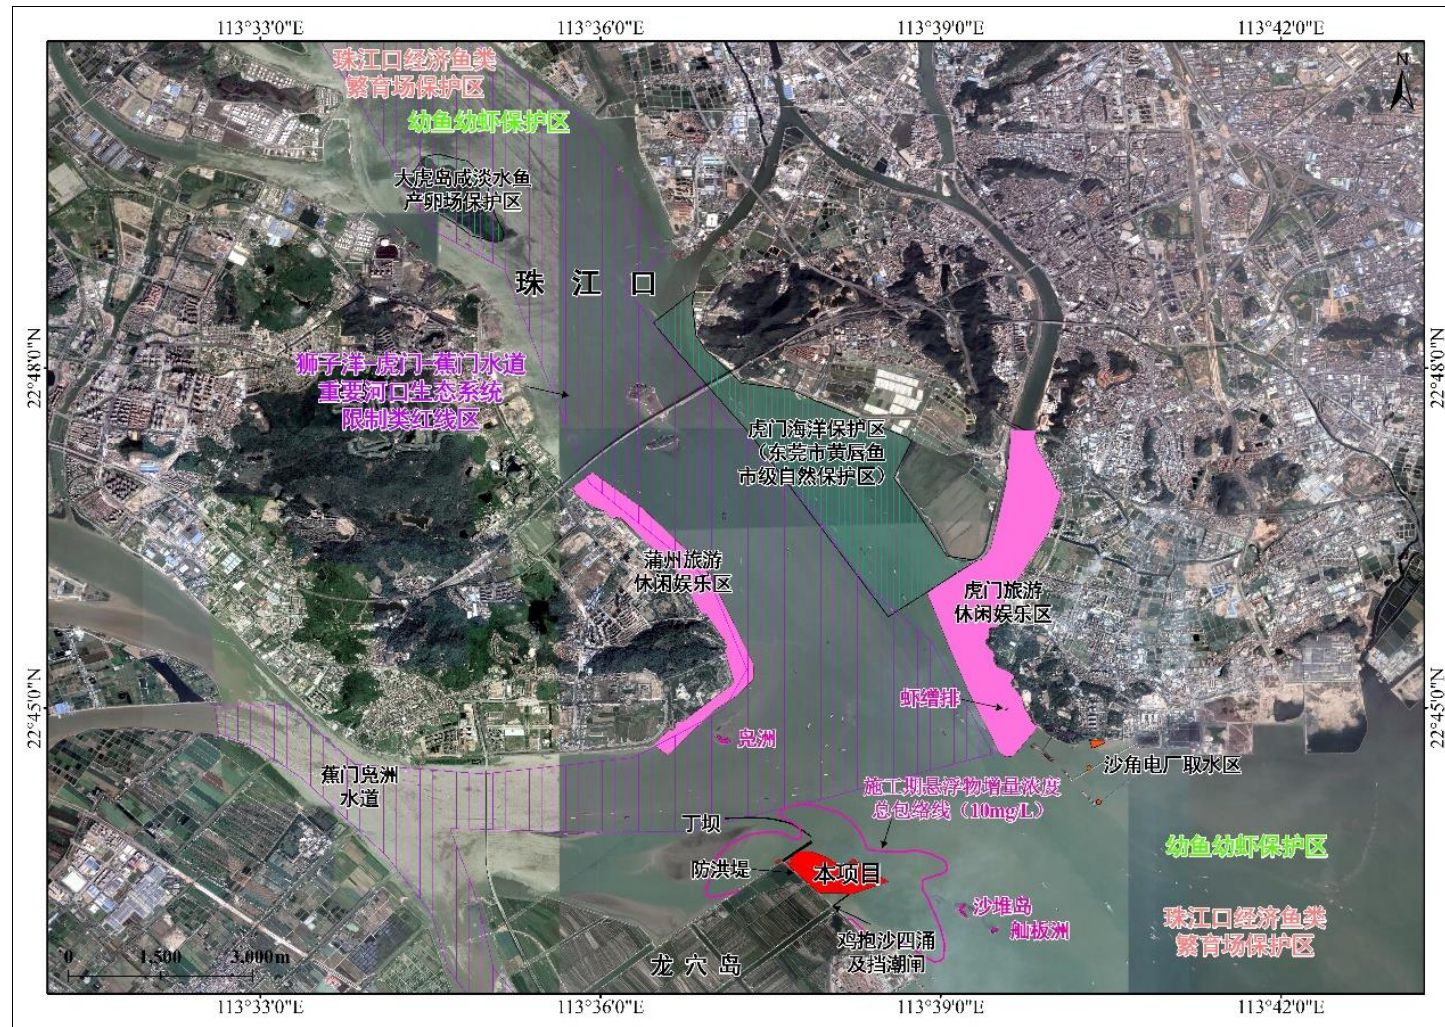 113°33'0"E
113°36'0"E
113°39'0"E
113°42'0"E
珠江口经济鱼类
繁育场保护区
幼鱼幼虾保护区
N
大虎岛咸淡水鱼
产卵场保护区
珠 江 口
狮子洋-虎门-蕉门水道
重要河口生态系统
限制类红线区
22°48'0"N
22°48'0"N
虎门海洋保护区
（东莞市黄唇鱼
市级自然保护区）
蒲州旅游
休闲娱乐区
虎门旅游
休闲娱乐区
虾缯排
22°45'0"N
22°45'0"N
凫洲
沙角电厂取水区
蕉门凫洲
水道
施工期悬浮物增量浓度
总包络线（10mg/L）
丁坝
防洪堤
本项目
幼鱼幼虾保护区
沙堆岛
舢板洲
珠江口经济鱼类
繁育场保护区
鸡抱沙四涌
及挡潮闸
龙 穴 岛
0 1,500 3,000m
113°33'0"E
113°36'0"E
113°39'0"E
113°42'0"E